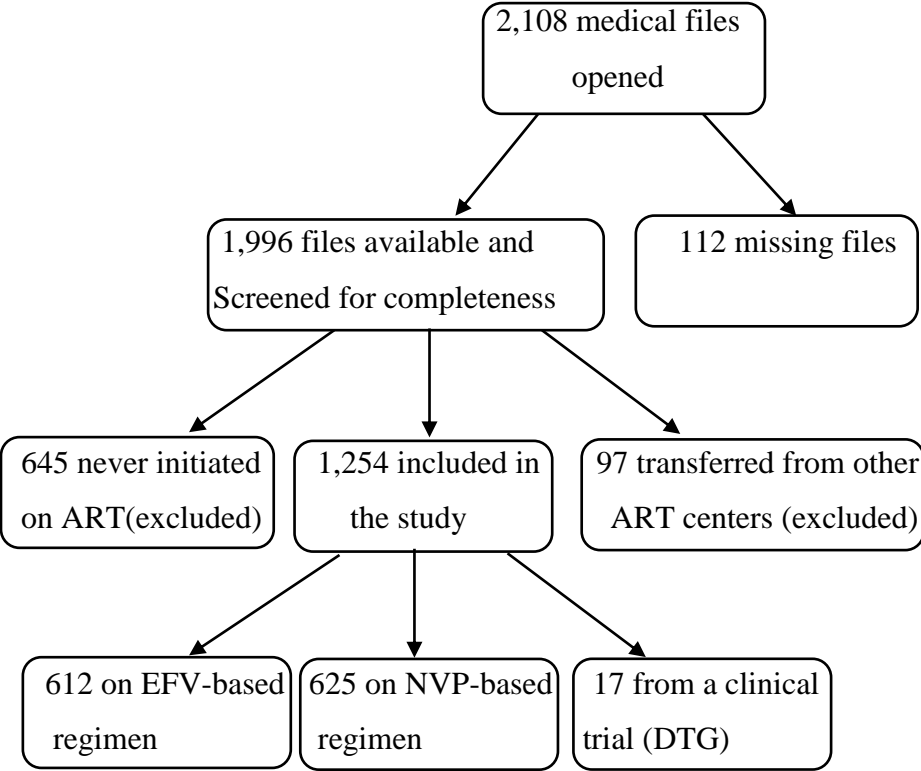 2,108 medical files
opened
1,996 files available and
Screened for completeness
112 missing files
645 never initiated
on ART(excluded)
1,254 included in
the study
97 transferred from other
ART centers (excluded)
612 on EFV-based
regimen
625 on NVP-based
regimen
17 from a clinical
trial (DTG)